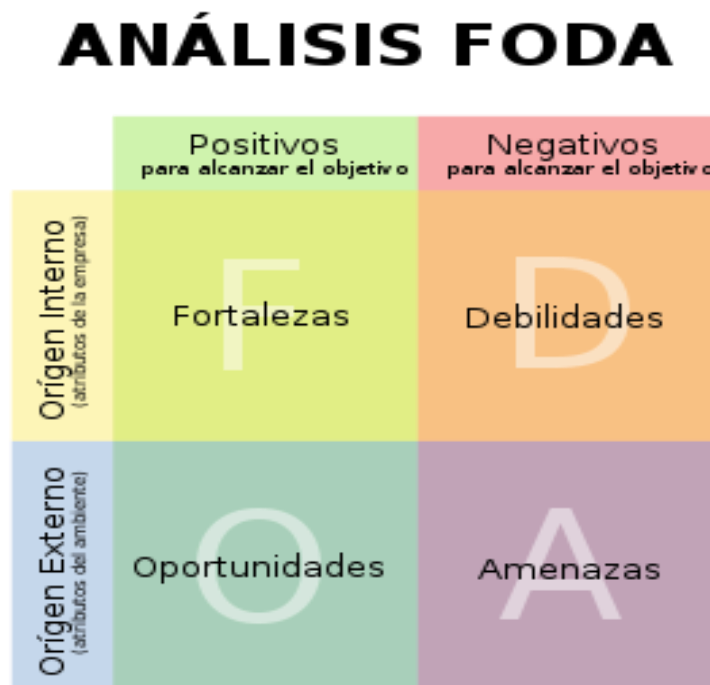 ANÁLISIS FODA
Positivos
para alcanzar el objetivo
Negativos
para alcanzar el objetivo
Orígen Interno
(atributos de la empresa)
F
Fortalezas
D
Debilidades
Orígen Externo
(atributos del ambiente)
O
Oportunidades
A
Amenazas